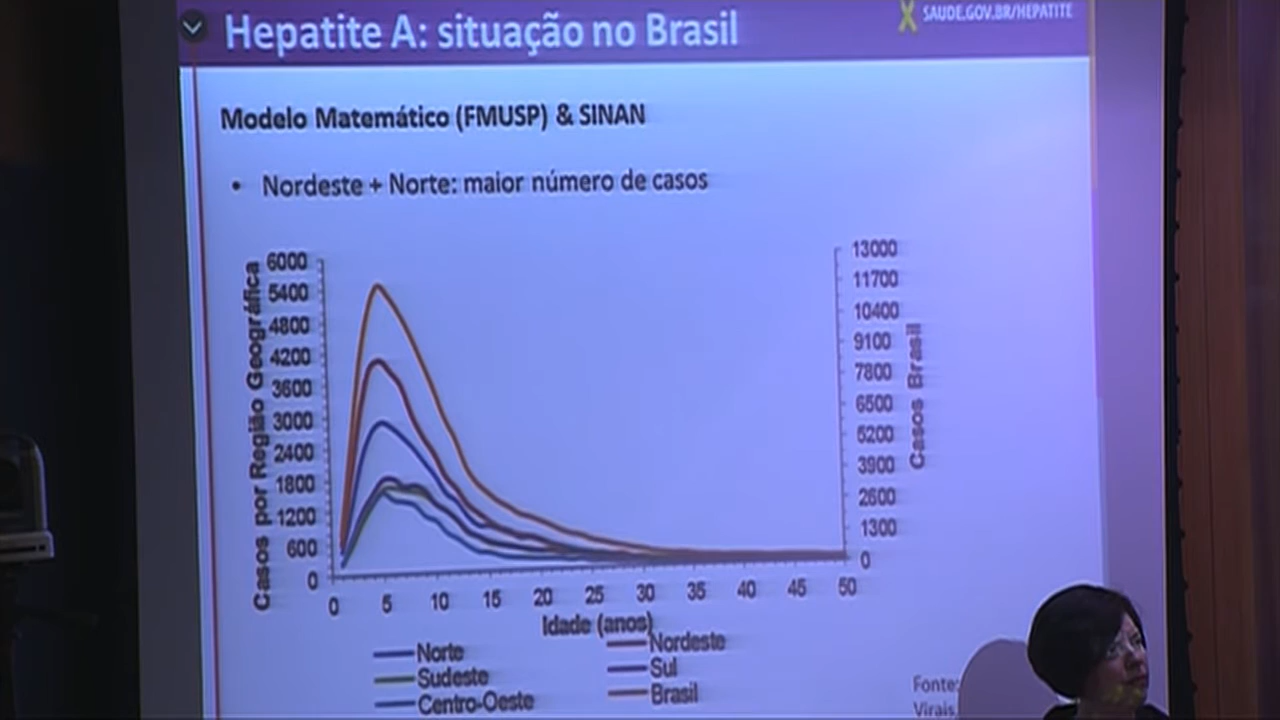 Hepatite A: situação no Brasil
SAUDE.GOV.BR/HEPATITE
Modelo Matemático (FMUSP) & SINAN
• Nordeste + Norte: maior número de casos
Casos por Região Geográfica
6000
5400
4800
4200
3600
3000
2400
1800
1200
600
0
13000
11700
10400
9100
7800
6500
5200
3900
2600
1300
0
Casos Brasil
0 5 10 15 20 25 30 35 40 45 50
Idade (anos)
Norte Nordeste
Sudeste Sul
Centro-Oeste Brasil
Fonte:
Virais